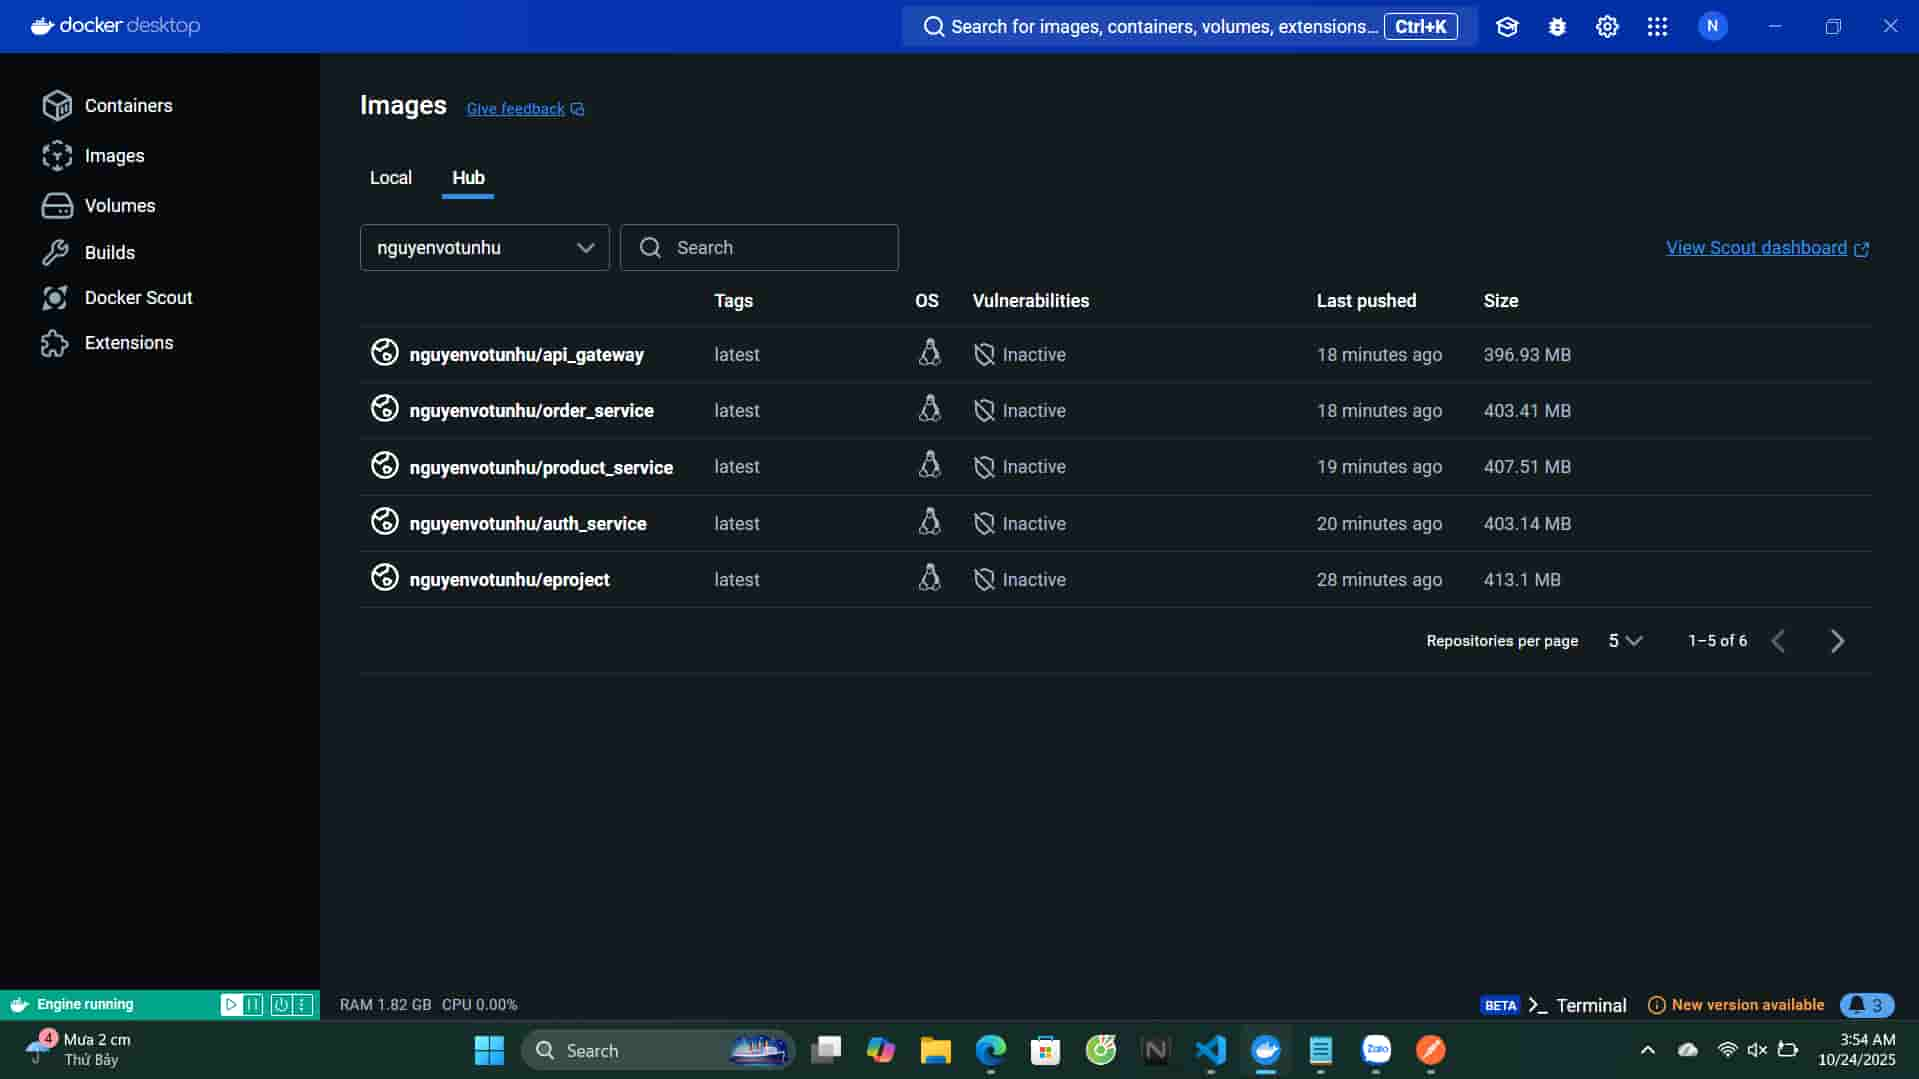 docker desktop
Search for images, containers, volumes, extensions... Ctrl+K
N
Containers
Images
Volumes
Builds
Docker Scout
Extensions
Images Give feedback
Local Hub
nguyenvotunhu Search View Scout dashboard
Tags OS Vulnerabilities Last pushed Size
nguyenvotunhu/api_gateway latest Inactive 18 minutes ago 396.93 MB
nguyenvotunhu/order_service latest Inactive 18 minutes ago 403.41 MB
nguyenvotunhu/product_service latest Inactive 19 minutes ago 407.51 MB
nguyenvotunhu/auth_service latest Inactive 20 minutes ago 403.14 MB
nguyenvotunhu/eproject latest Inactive 28 minutes ago 413.1 MB
Repositories per page 5 1–5 of 6
Engine running RAM 1.82 GB CPU 0.00% BETA Terminal New version available 3
4
Mưa 2 cm
Thứ Bảy
Search
N
Zalo
3:54 AM
10/24/2025